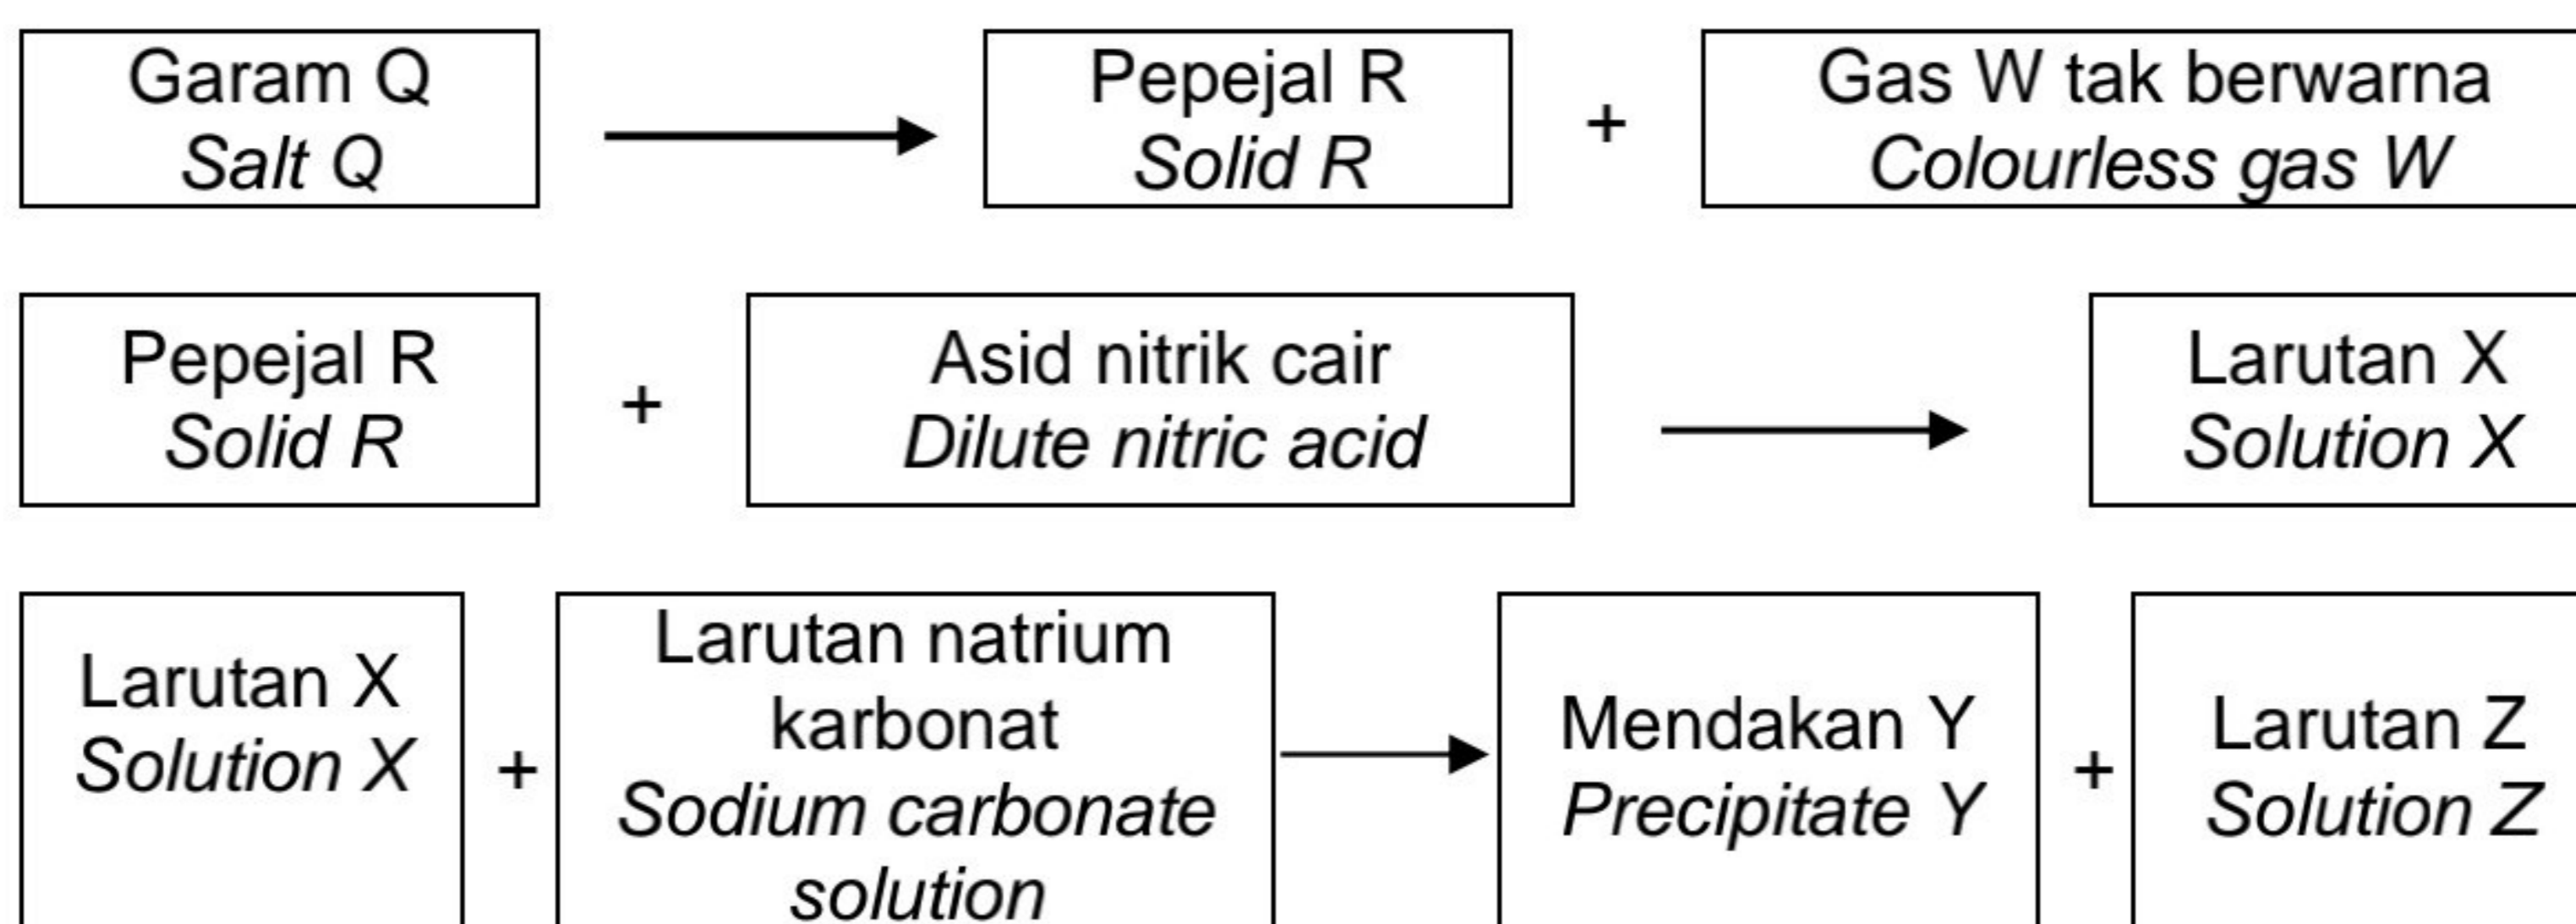 Garam Q
Salt Q
Pepejal R
Solid R
+
Gas W tak berwarna
Colourless gas W
Pepejal R
Solid R
+
Asid nitrik cair
Dilute nitric acid
Larutan X
Solution X
Larutan X
Solution X
+
Larutan natrium
karbonat
Sodium carbonate
solution
Mendakan Y
Precipitate Y
+
Larutan Z
Solution Z